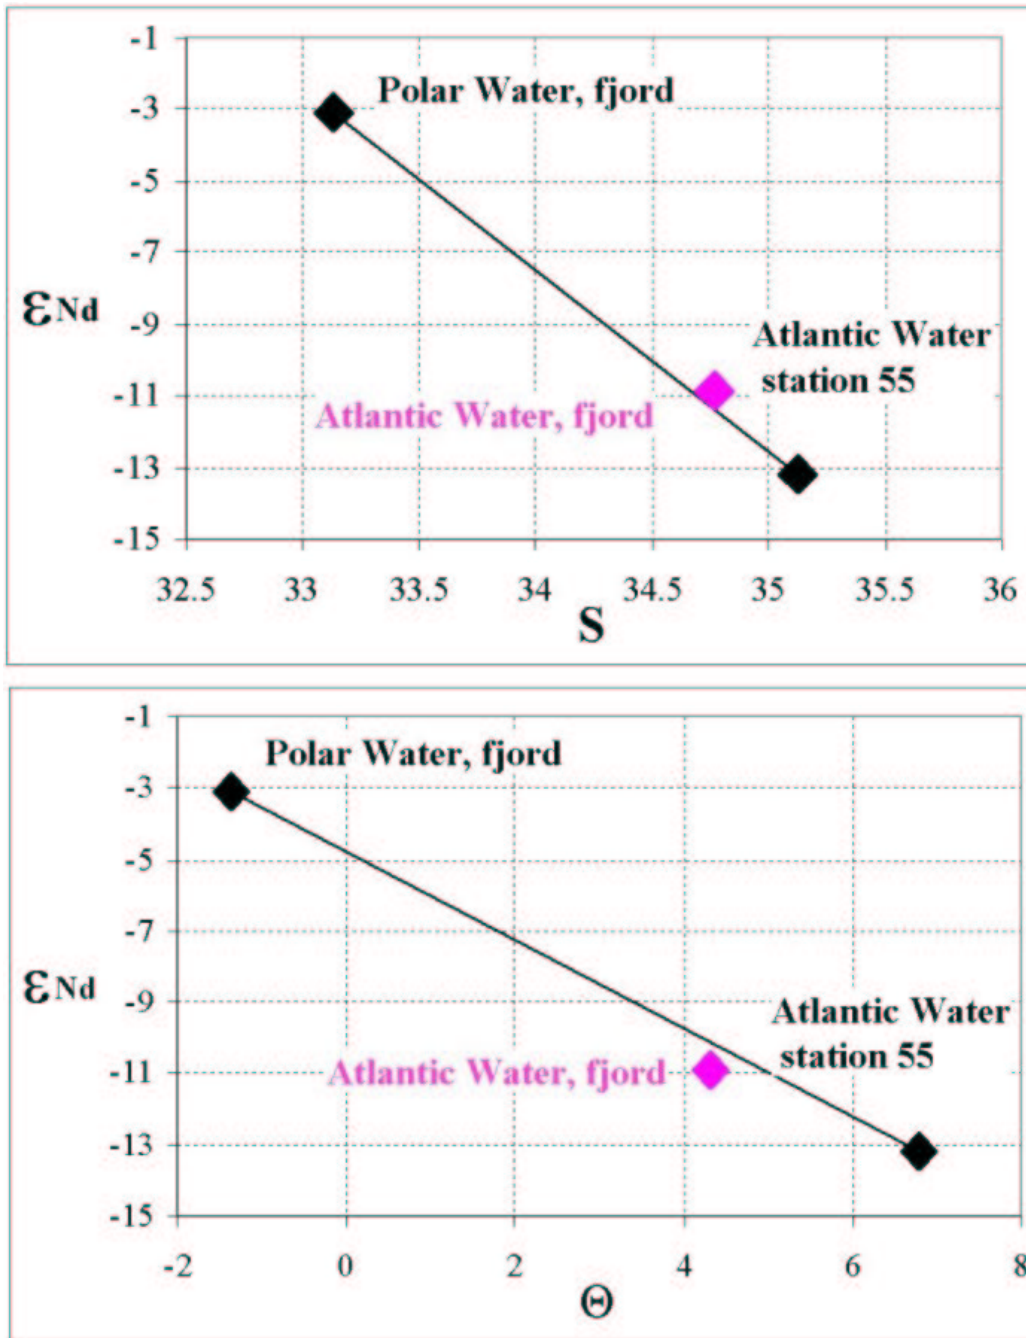 -1
Polar Water, fjord
-3
-5
-7
εNd
-9
Atlantic Water
station 55
-11
Atlantic Water, fjord
-13
-15
32.5 33 33.5 34 34.5 35 35.5 36
S
-1
Polar Water, fjord
-3
-5
-7
εNd
-9
Atlantic Water
station 55
-11
Atlantic Water, fjord
-13
-15
-2 0 2 4 6 8
Θ